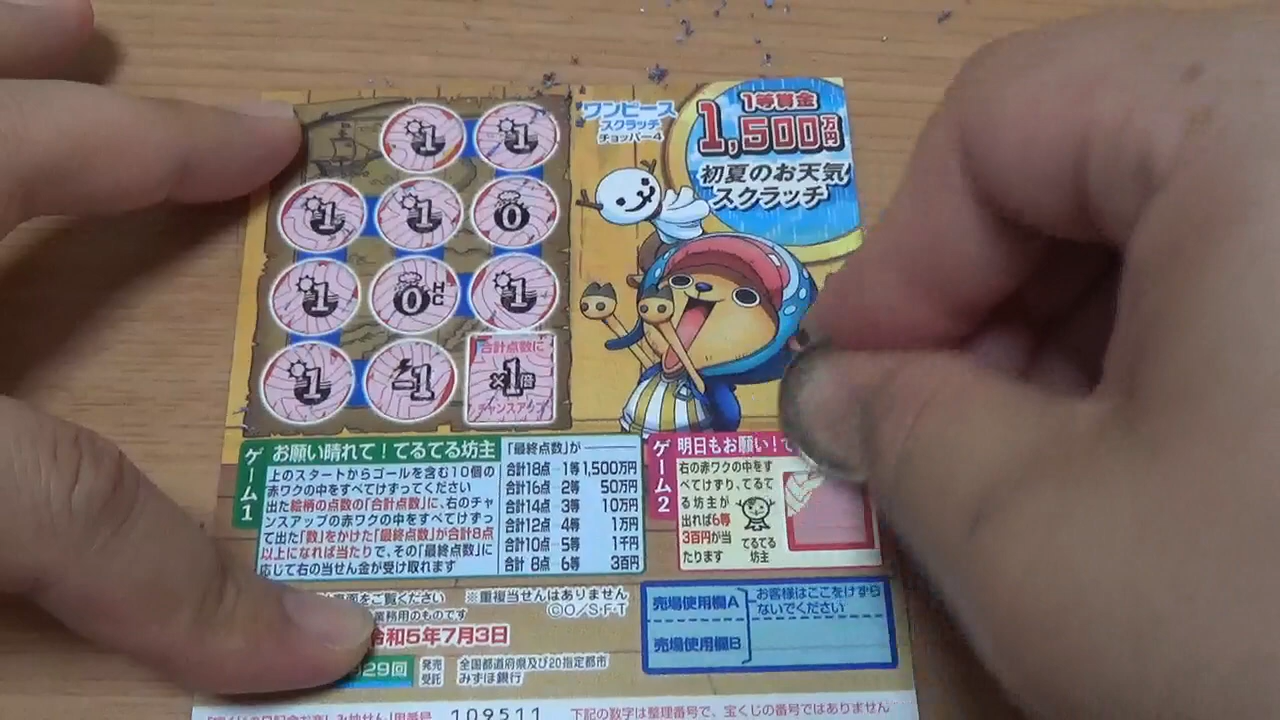 ワンピース
スクラッチ
チョッパー4
1等賞金
1,500万円
初夏のお天気
スクラッチ
1 1
1 1 0
1 0 HC 1
1 -1
合計点数に
×1倍
チャンスアップ
ゲーム1
お願い晴れて!てるてる坊主
上のスタートからゴールを含む10個の
赤ワクの中をすべてけずってください
出た絵柄の点数の「合計点数」に、右のチャ
ンスアップの赤ワクの中をすべてけずっ
て出た「数」をかけた「最終点数」が合計8点
以上になれば当たりで、その「最終点数」に
応じて右の当せん金が受け取れます
「最終点数」が
合計18点 1等 1,500万円
合計16点 2等 50万円
合計14点 3等 10万円
合計12点 4等 1万円
合計10点 5等 1千円
合計 8点 6等 3百円
ゲーム2
明日もお願い!て
右の赤ワクの中をす
べてけずり、てるて
る坊主が
出れば6等
3百円が当
たります
てるてる
坊主
面をご覧ください ※重複当せんはありません
業務用のものです ©O/S・F・T
令和5年7月3日
929回
発売
受託
全国都道府県及び20指定都市
みずほ銀行
売場使用欄A
売場使用欄B
お客様はここをけずら
ないでください
109511
下記の数字は整理番号で、宝くじの番号ではありません